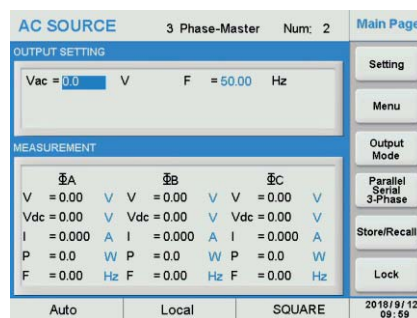 AC SOURCE 3 Phase-Master Num: 2 Main Page
OUTPUT SETTING
Vac = 0.0 V F = 50.00 Hz
Setting
Menu
Output
Mode
MEASUREMENT
ΦA ΦB ΦC
V = 0.00 V V = 0.00 V V = 0.00 V
Vdc = 0.00 V Vdc = 0.00 V Vdc = 0.00 V
I = 0.000 A I = 0.000 A I = 0.000 A
P = 0.0 W P = 0.0 W P = 0.0 W
F = 0.00 Hz F = 0.00 Hz F = 0.00 Hz
Parallel
Serial
3-Phase
Store/Recall
Lock
Auto Local SQUARE
2018/9/12
09:59